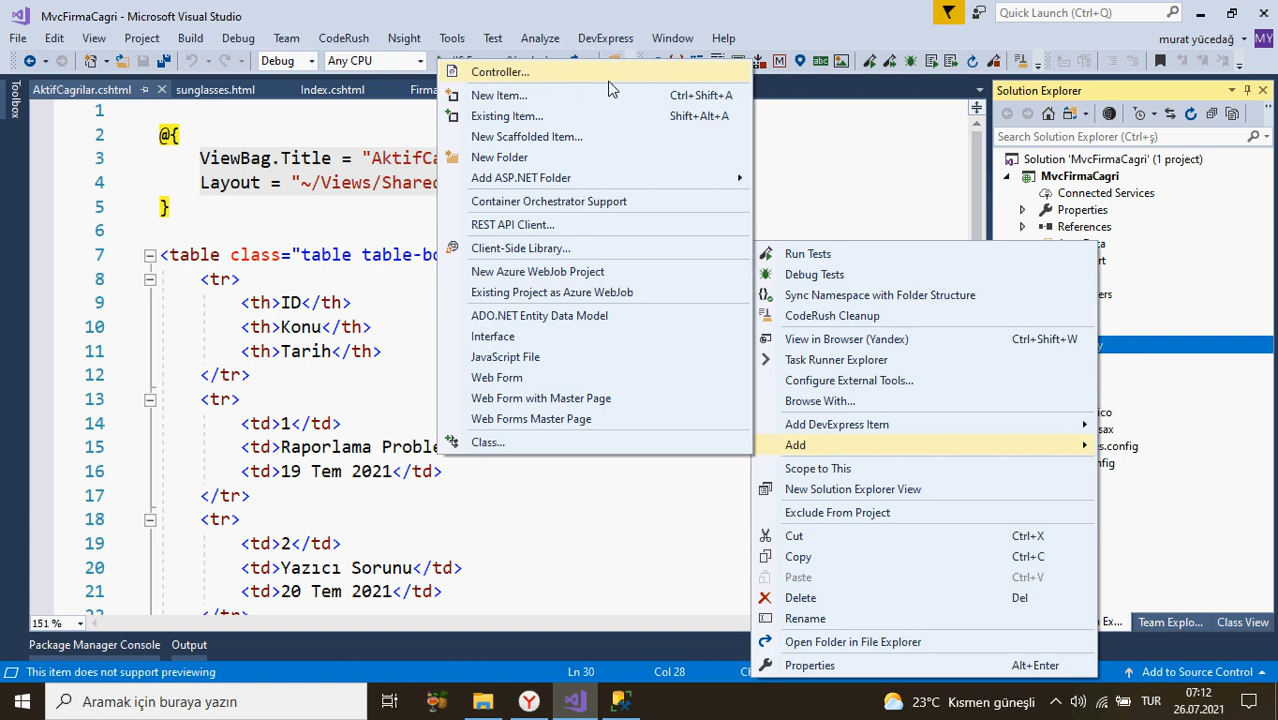 MvcFirmaCagri - Microsoft Visual Studio
Quick Launch (Ctrl+Q)
File Edit View Project Build Debug Team CodeRush Nsight Tools Test Analyze DevExpress Window Help
murat yücedağ MY
Debug Any CPU
Toolbox
AktifCagrilar.cshtml sunglasses.html Index.cshtml Firma
Controller...
New Item... Ctrl+Shift+A
Existing Item... Shift+Alt+A
New Scaffolded Item...
New Folder
Add ASP.NET Folder
Container Orchestrator Support
REST API Client...
Client-Side Library...
New Azure WebJob Project
Existing Project as Azure WebJob
ADO.NET Entity Data Model
Interface
JavaScript File
Web Form
Web Form with Master Page
Web Forms Master Page
Class...
1
2 @{
3 ViewBag.Title = "AktifCa
4 Layout = "~/Views/Shared
5 }
6
7 <table class="table table-bo
8 <tr>
9 <th>ID</th>
10 <th>Konu</th>
11 <th>Tarih</th>
12 </tr>
13 <tr>
14 <td>1</td>
15 <td>Raporlama Proble
16 <td>19 Tem 2021</td>
17 </tr>
18 <tr>
19 <td>2</td>
20 <td>Yazıcı Sorunu</td>
21 <td>20 Tem 2021</td>
22 </tr>
Run Tests
Debug Tests
Sync Namespace with Folder Structure
CodeRush Cleanup
View in Browser (Yandex) Ctrl+Shift+W
Task Runner Explorer
Configure External Tools...
Browse With...
Add DevExpress Item
Add
Scope to This
New Solution Explorer View
Exclude From Project
Cut Ctrl+X
Copy Ctrl+C
Paste Ctrl+V
Delete Del
Rename
Open Folder in File Explorer
Properties Alt+Enter
Solution Explorer
Search Solution Explorer (Ctrl+ş)
Solution 'MvcFirmaCagri' (1 project)
MvcFirmaCagri
Connected Services
Properties
References
151 %
Team Explo... Class View
Package Manager Console Output
This item does not support previewing Ln 30 Col 28 Add to Source Control
Aramak için buraya yazın
23°C Kısmen güneşli TUR 07:12
26.07.2021